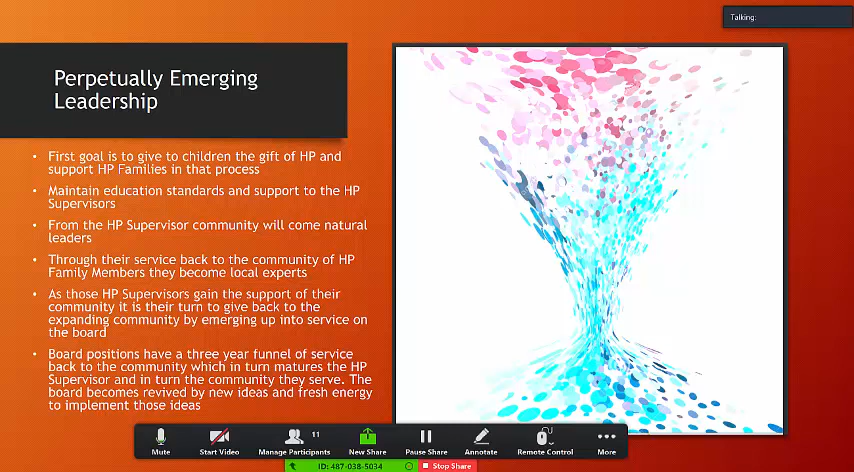 Talking:
Perpetually Emerging
Leadership
• First goal is to give to children the gift of HP and
support HP Families in that process
• Maintain education standards and support to the HP
Supervisors
• From the HP Supervisor community will come natural
leaders
• Through their service back to the community of HP
Family Members they become local experts
• As those HP Supervisors gain the support of their
community it is their turn to give back to the
expanding community by emerging up into service on
the board
• Board positions have a three year funnel of service
back to the community which in turn matures the HP
Supervisor and in turn the community they serve. The
board becomes revived by new ideas and fresh energy
to implement those ideas
Mute
Start Video
Manage Participants
11
New Share
Pause Share
Annotate
Remote Control
More
ID: 487-038-5034
Stop Share